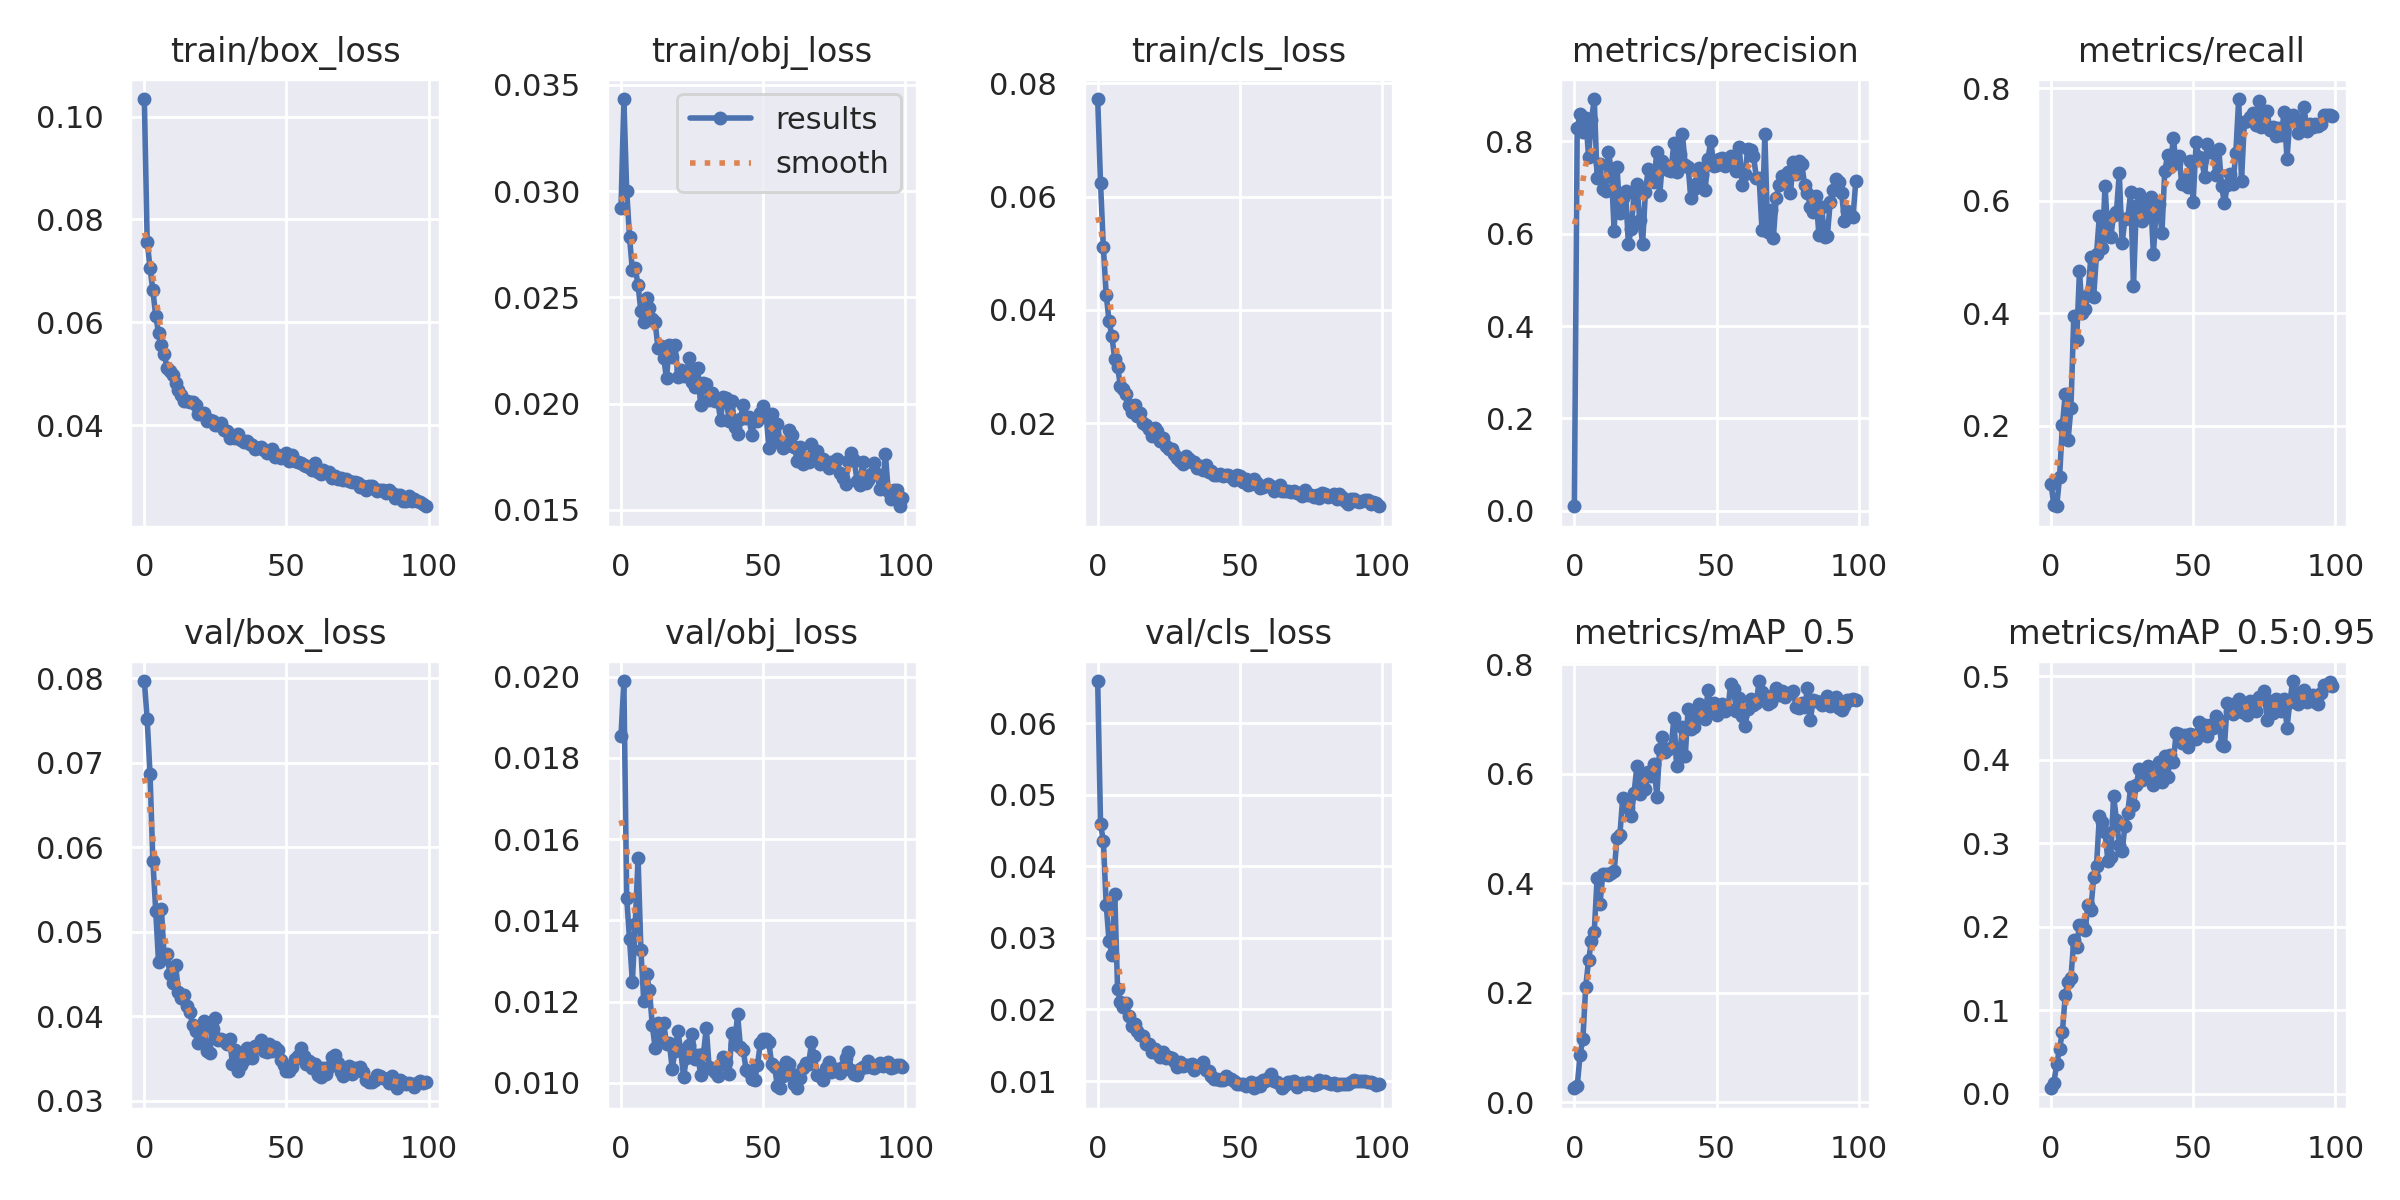 train/box_loss
0.10
0.08
0.06
0.04
0 50 100
train/obj_loss
results
smooth
0.035
0.030
0.025
0.020
0.015
0 50 100
train/cls_loss
0.08
0.06
0.04
0.02
0 50 100
metrics/precision
0.8
0.6
0.4
0.2
0.0
0 50 100
metrics/recall
0.8
0.6
0.4
0.2
0 50 100
val/box_loss
0.08
0.07
0.06
0.05
0.04
0.03
0 50 100
val/obj_loss
0.020
0.018
0.016
0.014
0.012
0.010
0 50 100
val/cls_loss
0.06
0.05
0.04
0.03
0.02
0.01
0 50 100
metrics/mAP_0.5
0.8
0.6
0.4
0.2
0.0
0 50 100
metrics/mAP_0.5:0.95
0.5
0.4
0.3
0.2
0.1
0.0
0 50 100